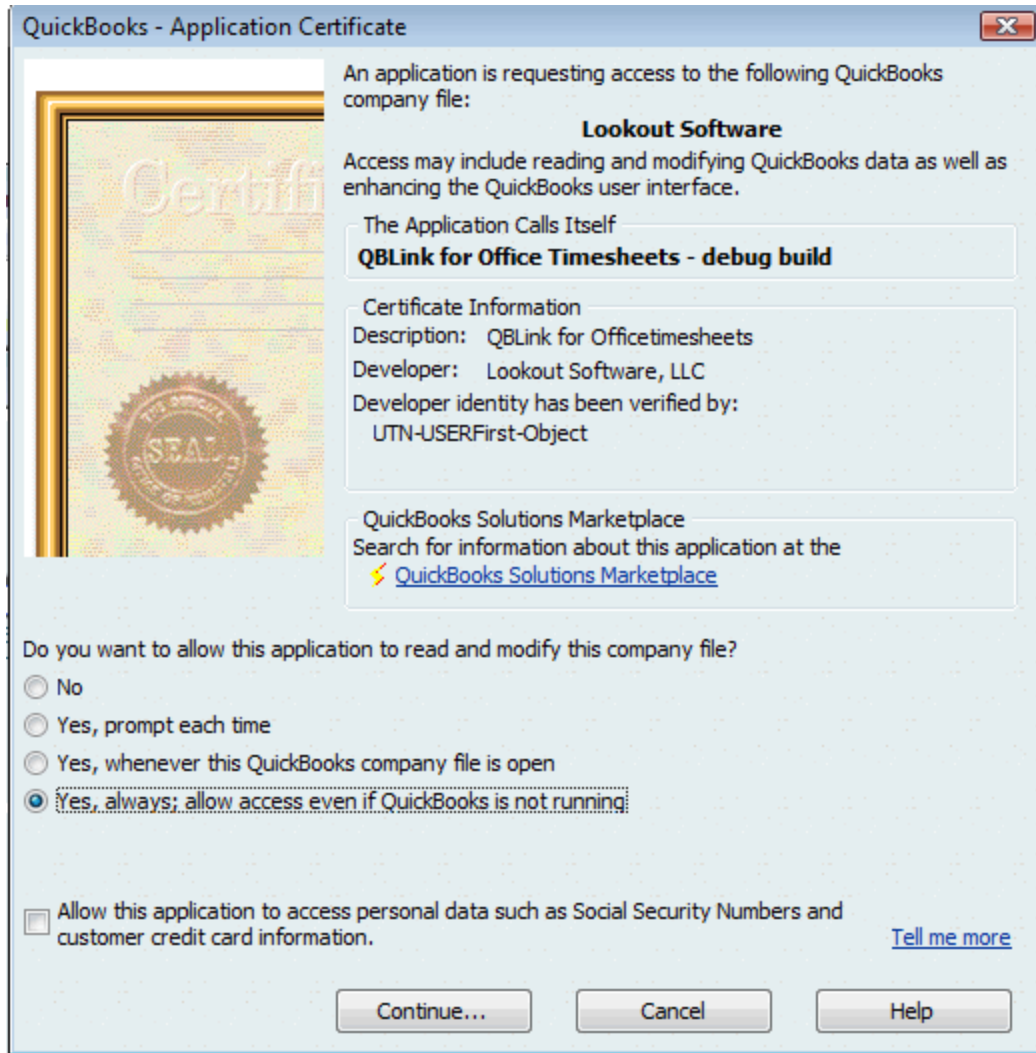 QuickBooks - Application Certificate
An application is requesting access to the following QuickBooks
company file:
Lookout Software
Access may include reading and modifying QuickBooks data as well as
enhancing the QuickBooks user interface.
Certifi
SEAL
The Application Calls Itself
QBLink for Office Timesheets - debug build
Certificate Information
Description: QBLink for Officetimesheets
Developer: Lookout Software, LLC
Developer identity has been verified by:
UTN-USERFirst-Object
QuickBooks Solutions Marketplace
Search for information about this application at the
QuickBooks Solutions Marketplace
Do you want to allow this application to read and modify this company file?
No
Yes, prompt each time
Yes, whenever this QuickBooks company file is open
Yes, always; allow access even if QuickBooks is not running
Allow this application to access personal data such as Social Security Numbers and
customer credit card information.
Tell me more
Continue...
Cancel
Help